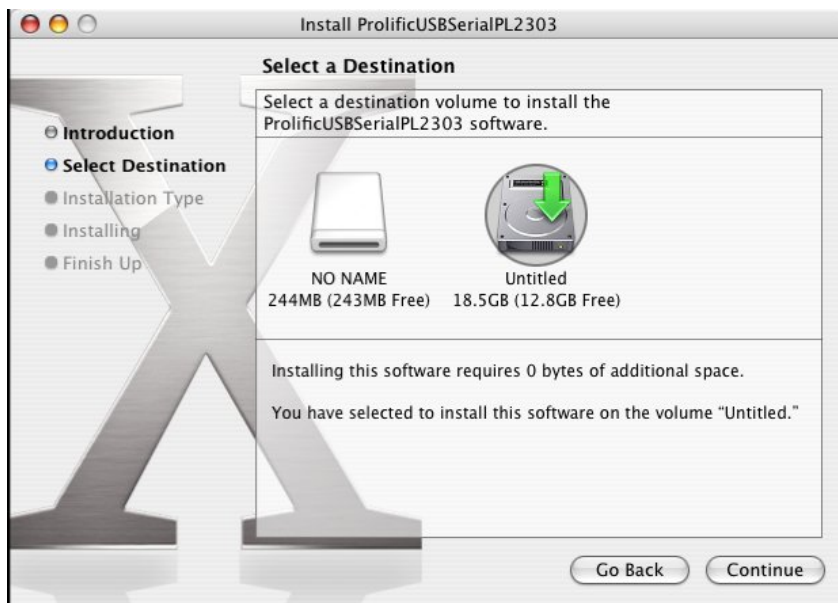 Install ProlificUSBSerialPL2303
Select a Destination
Introduction
Select Destination
Installation Type
Installing
Finish Up
Select a destination volume to install the
ProlificUSBSerialPL2303 software.
NO NAME
244MB (243MB Free)
Untitled
18.5GB (12.8GB Free)
Installing this software requires 0 bytes of additional space.
You have selected to install this software on the volume “Untitled.”
Go Back
Continue